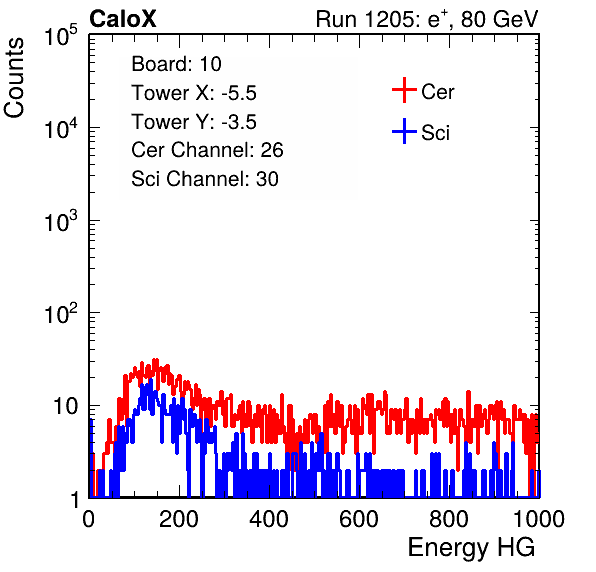 CaloX Run 1205: e+, 80 GeV
Board: 10
Tower X: -5.5
Tower Y: -3.5
Cer Channel: 26
Sci Channel: 30
Cer
Sci
Counts
10^5
10^4
10^3
10^2
10
1
0 200 400 600 800 1000
Energy HG